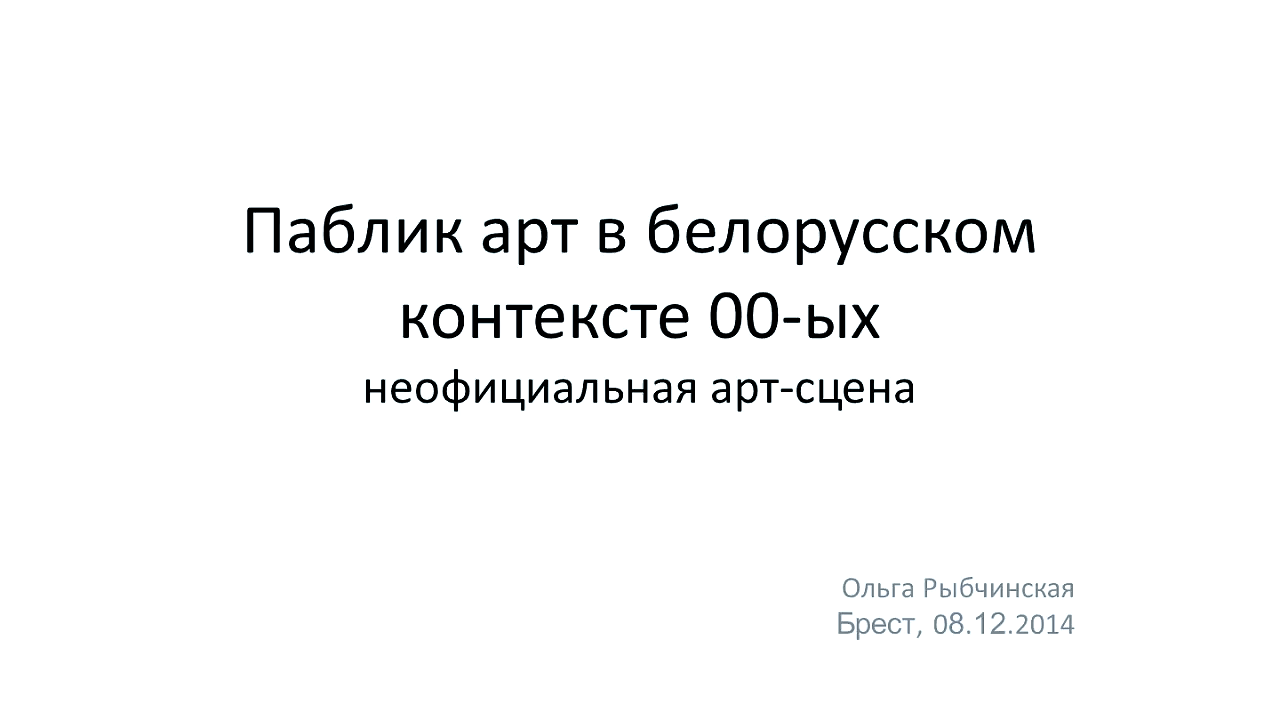 Паблик арт в белорусском
контексте 00-ых
неофициальная арт-сцена
Ольга Рыбчинская
Брест, 08.12.2014